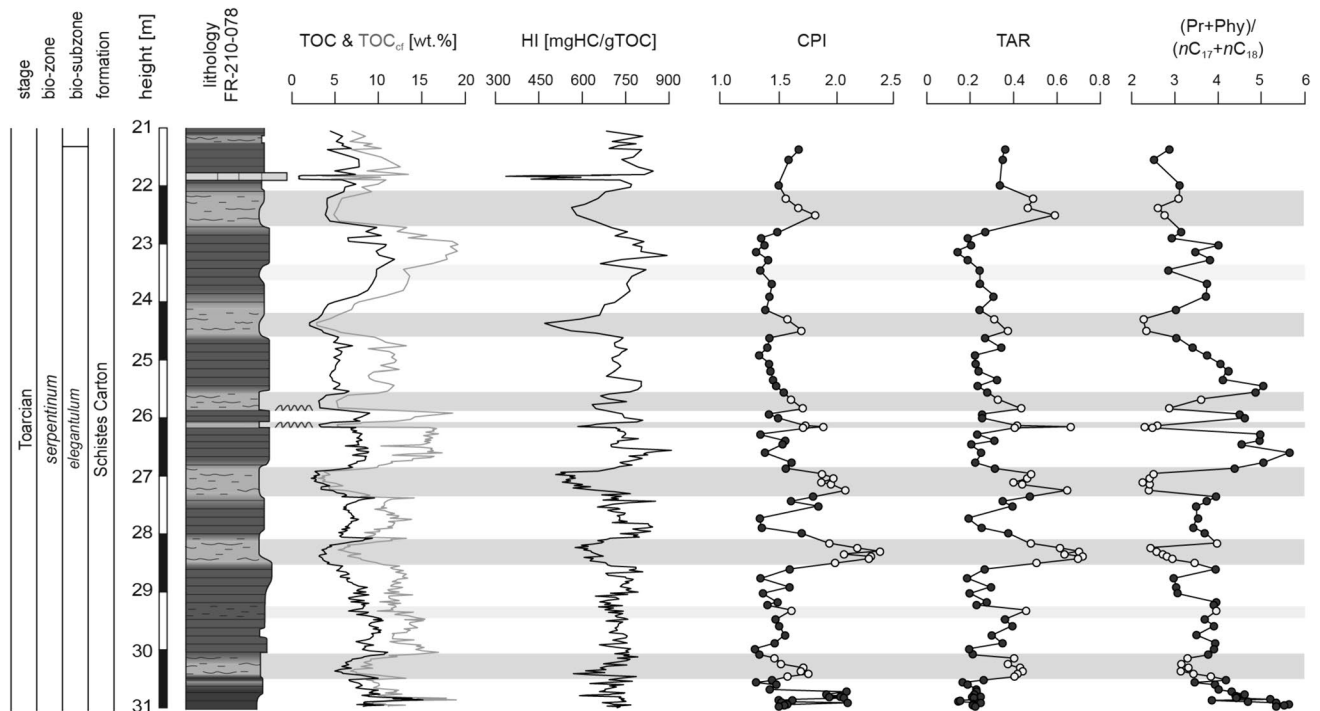 stage
bio-zone
bio-subzone
formation
height [m]
lithology
FR-210-078
TOC & TOCcf [wt.%]
0 5 10 15 20
HI [mgHC/gTOC]
300 450 600 750 900
CPI
1.0 1.5 2.0 2.5
TAR
0 0.2 0.4 0.6 0.8
(Pr+Phy)/
(nC17+nC18)
2 3 4 5 6
Toarcian
serpentinum
elegantulum
Schistes Carton
21
22
23
24
25
26
27
28
29
30
31